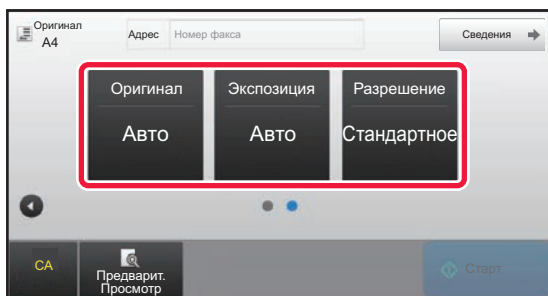 Оригинал
A4
Адрес
Номер факса
Сведения
Оригинал
Экспозиция
Разрешение
Авто
Авто
Стандартное
CA
Предварит.
Просмотр
Старт